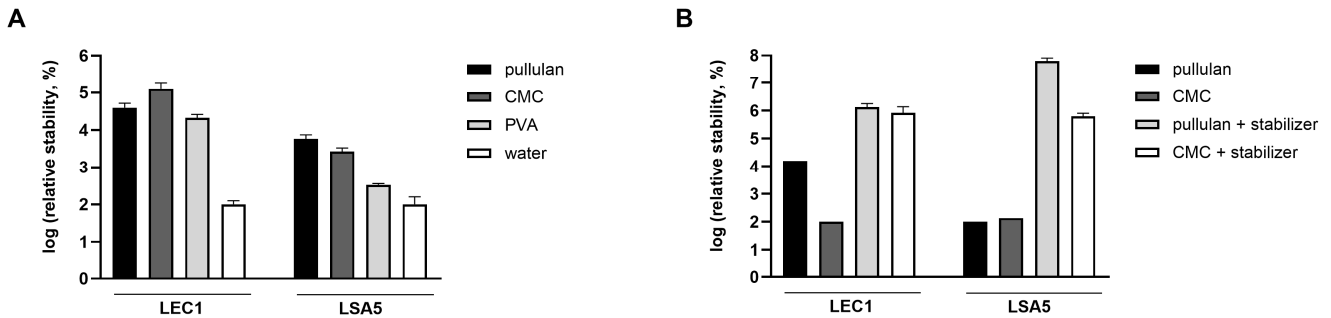 A
log (relative stability, %)
6
5
4
3
2
1
0
LEC1
LSA5
pullulan
CMC
PVA
water
B
log (relative stability, %)
8
7
6
5
4
3
2
1
0
LEC1
LSA5
pullulan
CMC
pullulan + stabilizer
CMC + stabilizer